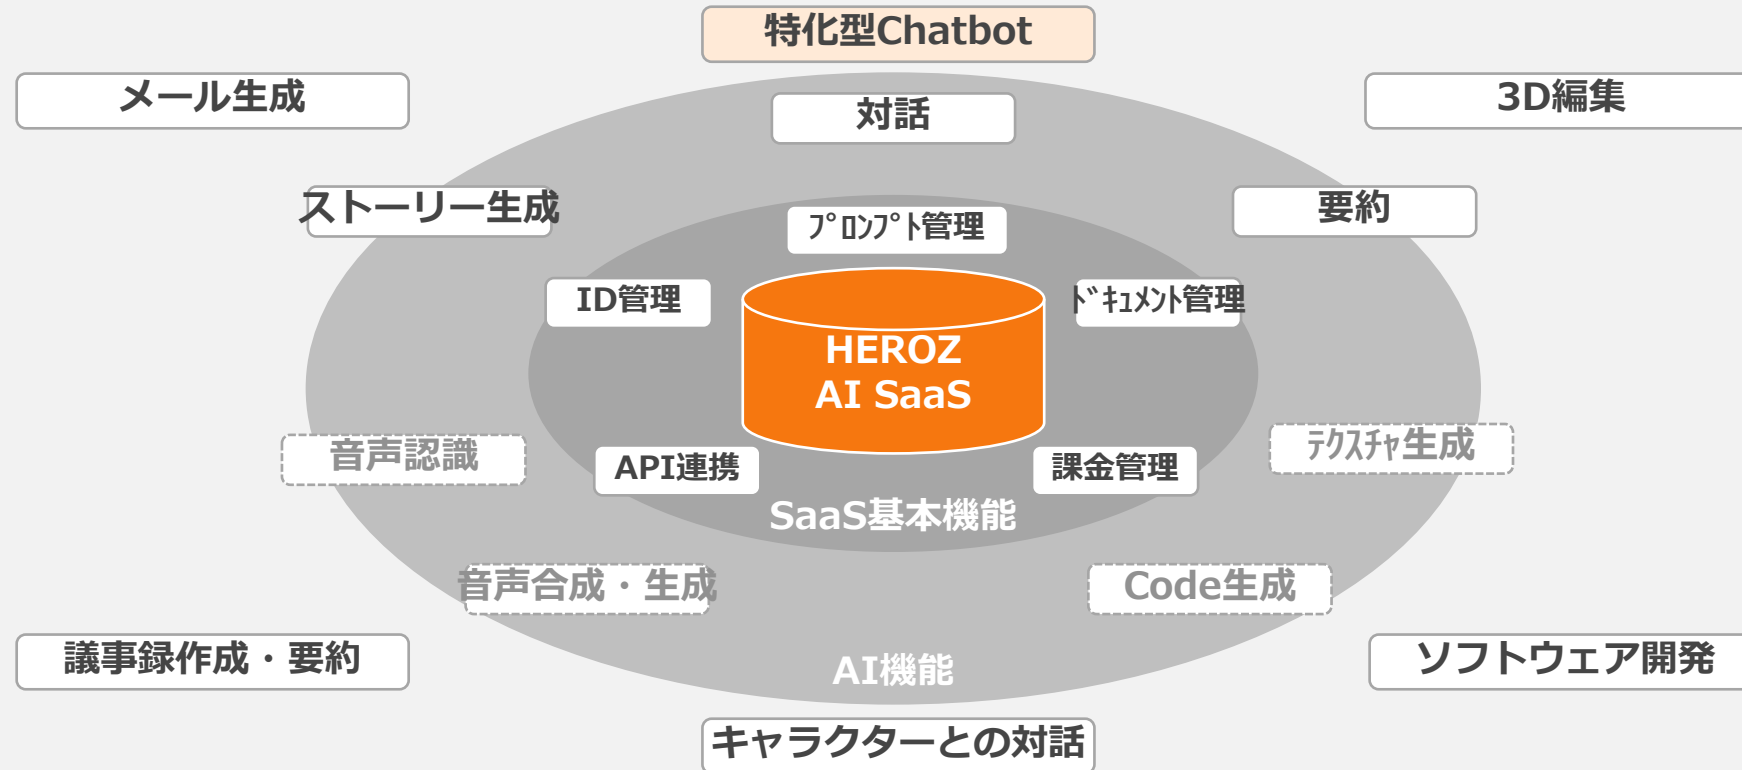 特化型Chatbot
メール生成
3D編集
対話
ストーリー生成
要約
ﾌﾟﾛﾝﾌﾟﾄ管理
ID管理
ﾄﾞｷｭﾒﾝﾄ管理
HEROZ
AI SaaS
音声認識
ﾃｸｽﾁｬ生成
API連携
課金管理
SaaS基本機能
音声合成・生成
Code生成
議事録作成・要約
AI機能
ソフトウェア開発
キャラクターとの対話